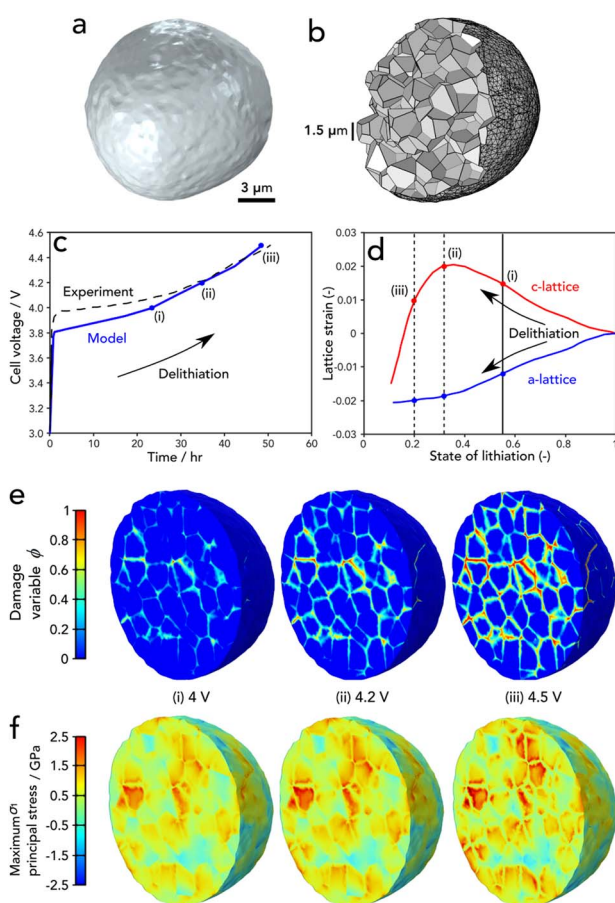 a
b
3 µm
1.5 µm
c
d
4.6
4.4
4.2
4.0
3.8
3.6
3.4
3.2
3.0
Cell voltage / V
Experiment
Model
(i)
(ii)
(iii)
Delithiation
0 10 20 30 40 50 60
Time / hr
0.03
0.02
0.01
0
-0.01
-0.02
-0.03
Lattice strain (-)
(iii)
(ii)
(i)
c-lattice
Delithiation
a-lattice
0 0.2 0.4 0.6 0.8 1
State of lithiation (-)
e
Damage
variable ϕ
1
0.8
0.6
0.4
0.2
0
(i) 4 V
(ii) 4.2 V
(iii) 4.5 V
f
Maximum σ₁
principal stress / GPa
2.5
1.5
0.5
-0.5
-1.5
-2.5